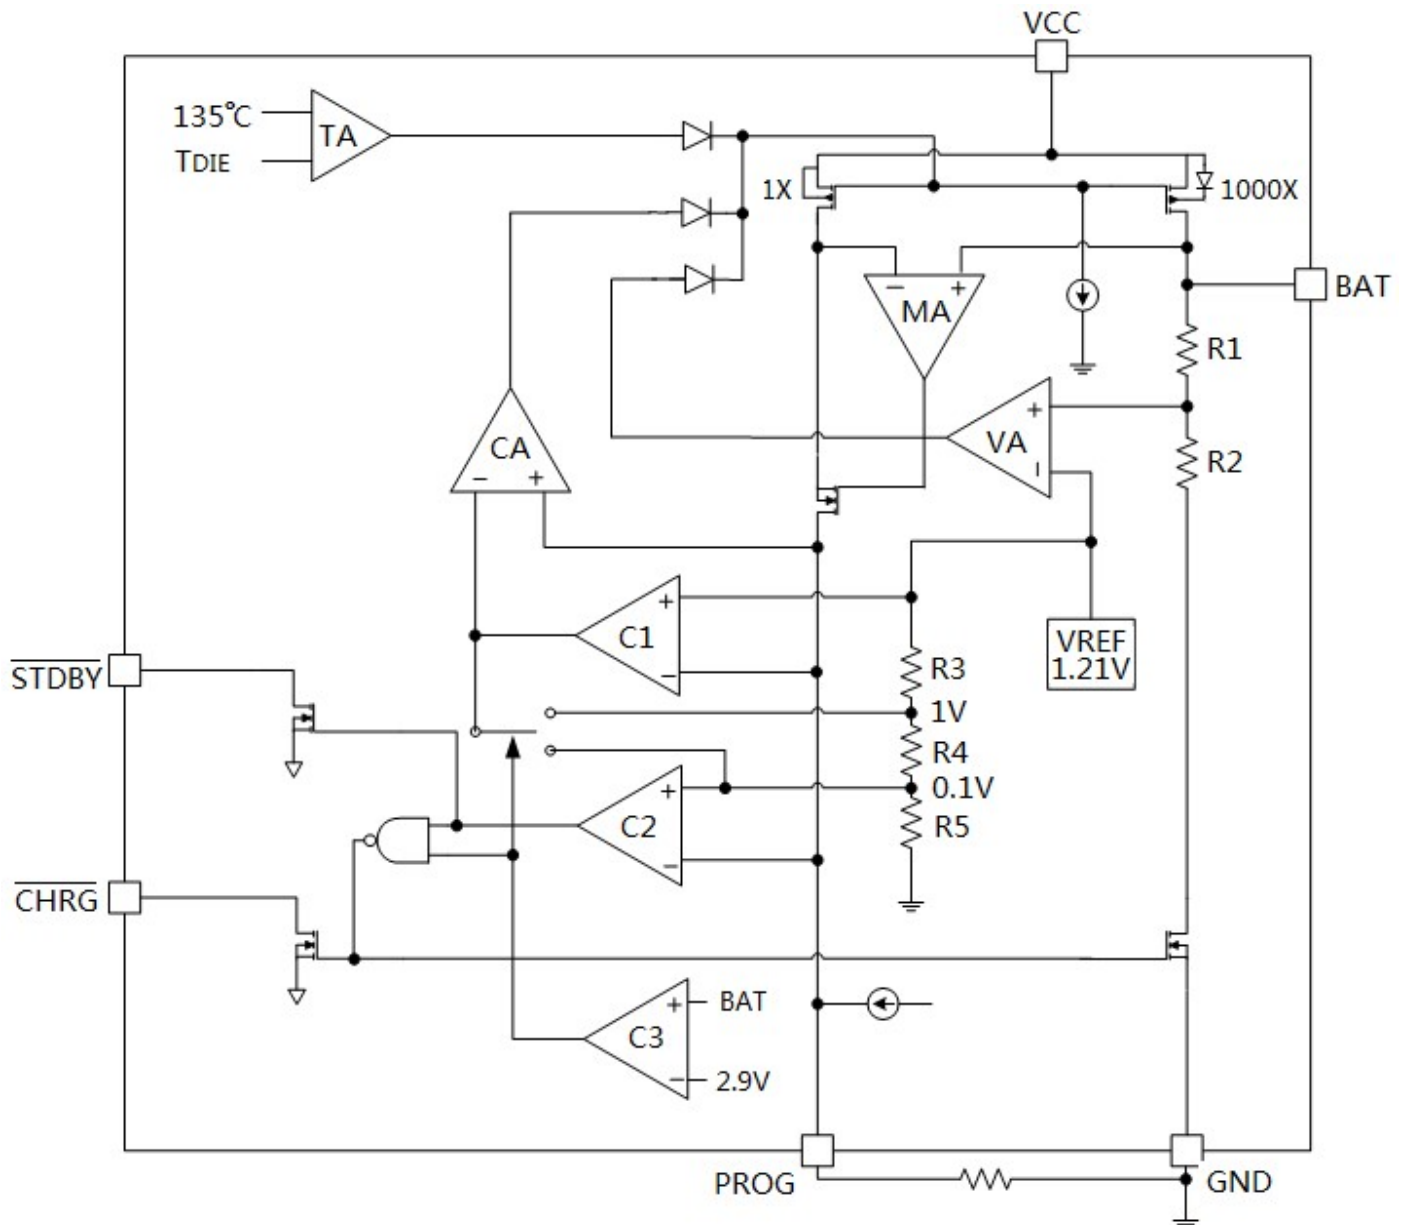 VCC
135℃
TA
TDIE
1X
1000X
− +
MA
BAT
R1
+
VA
−
CA
− +
R2
+
C1
−
VREF
1.21V
STDBY
R3
1V
R4
+
0.1V
C2
R5
−
CHRG
+ BAT
C3
− 2.9V
PROG
GND